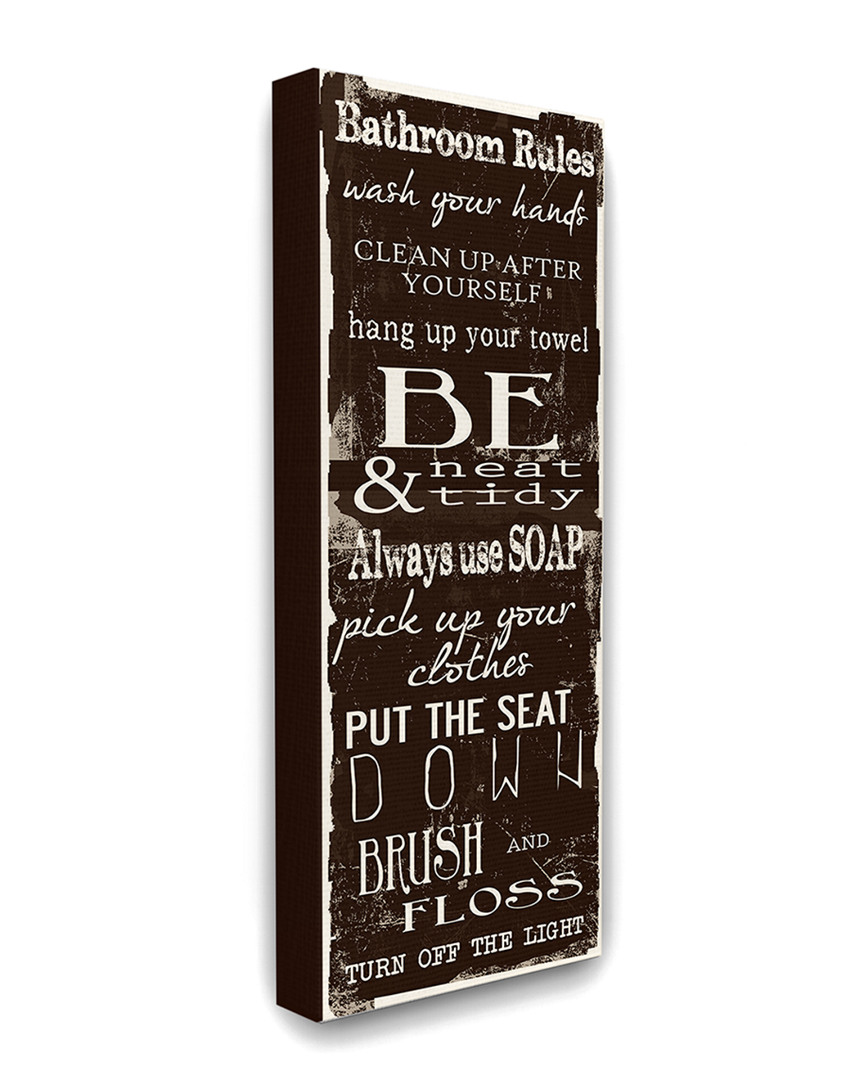 Bathroom Rules
wash your hands
CLEAN UP AFTER
YOURSELF
hang up your towel
BE
& neat
tidy
Always use SOAP
pick up your
clothes
PUT THE SEAT
DOWN
BRUSH AND
FLOSS
TURN OFF THE LIGHT